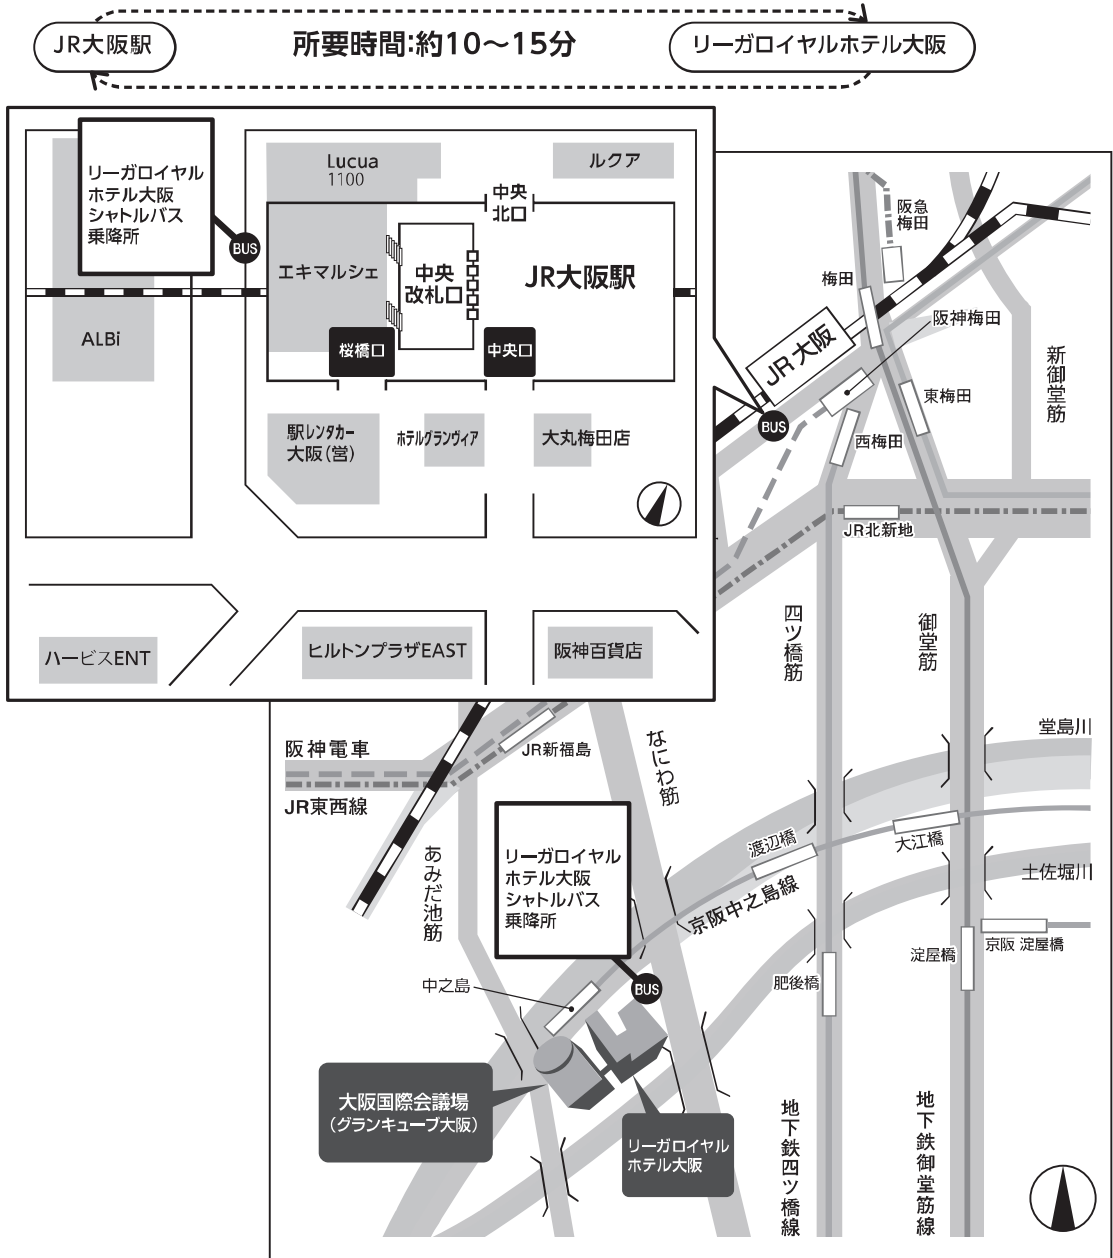 JR大阪駅
所要時間:約10〜15分
リーガロイヤルホテル大阪
リーガロイヤル
ホテル大阪
シャトルバス
乗降所
BUS
Lucua
1100
ルクア
中央
北口
エキマルシェ
中央
改札口
JR大阪駅
ALBi
桜橋口
中央口
駅レンタカー
大阪(営)
ホテルグランヴィア
大丸梅田店
ハービスENT
ヒルトンプラザEAST
阪神百貨店
阪急
梅田
梅田
阪神梅田
JR大阪
BUS
東梅田
西梅田
新御堂筋
JR北新地
四ツ橋筋
御堂筋
阪神電車
JR東西線
JR新福島
なにわ筋
あみだ池筋
堂島川
大江橋
渡辺橋
土佐堀川
京阪中之島線
リーガロイヤル
ホテル大阪
シャトルバス
乗降所
BUS
中之島
肥後橋
淀屋橋
京阪 淀屋橋
大阪国際会議場
(グランキューブ大阪)
リーガロイヤル
ホテル大阪
地下鉄四ツ橋線
地下鉄御堂筋線